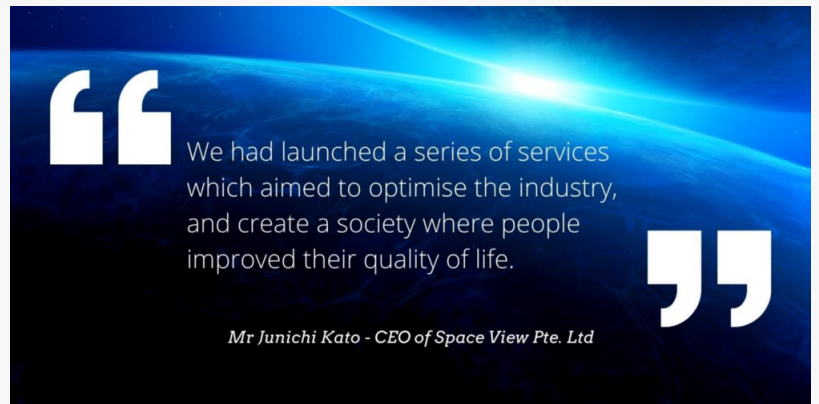 We had launched a series of services
which aimed to optimise the industry,
and create a society where people
improved their quality of life.
Mr Junichi Kato - CEO of Space View Pte. Ltd